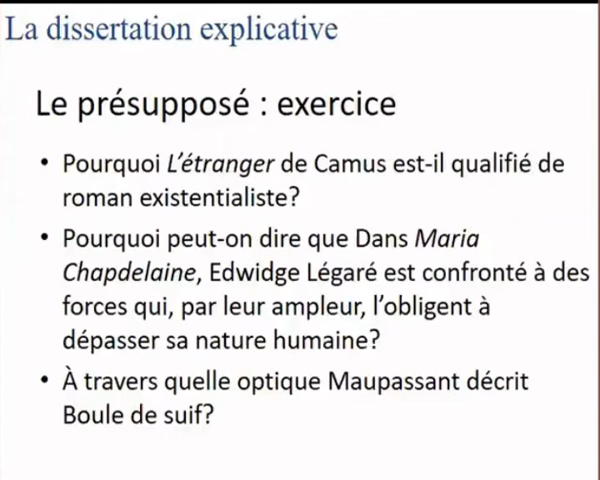 La dissertation explicative
Le présupposé : exercice
• Pourquoi L'étranger de Camus est-il qualifié de
roman existentialiste?
• Pourquoi peut-on dire que Dans Maria
Chapdelaine, Edwidge Légaré est confronté à des
forces qui, par leur ampleur, l'obligent à
dépasser sa nature humaine?
• À travers quelle optique Maupassant décrit
Boule de suif?